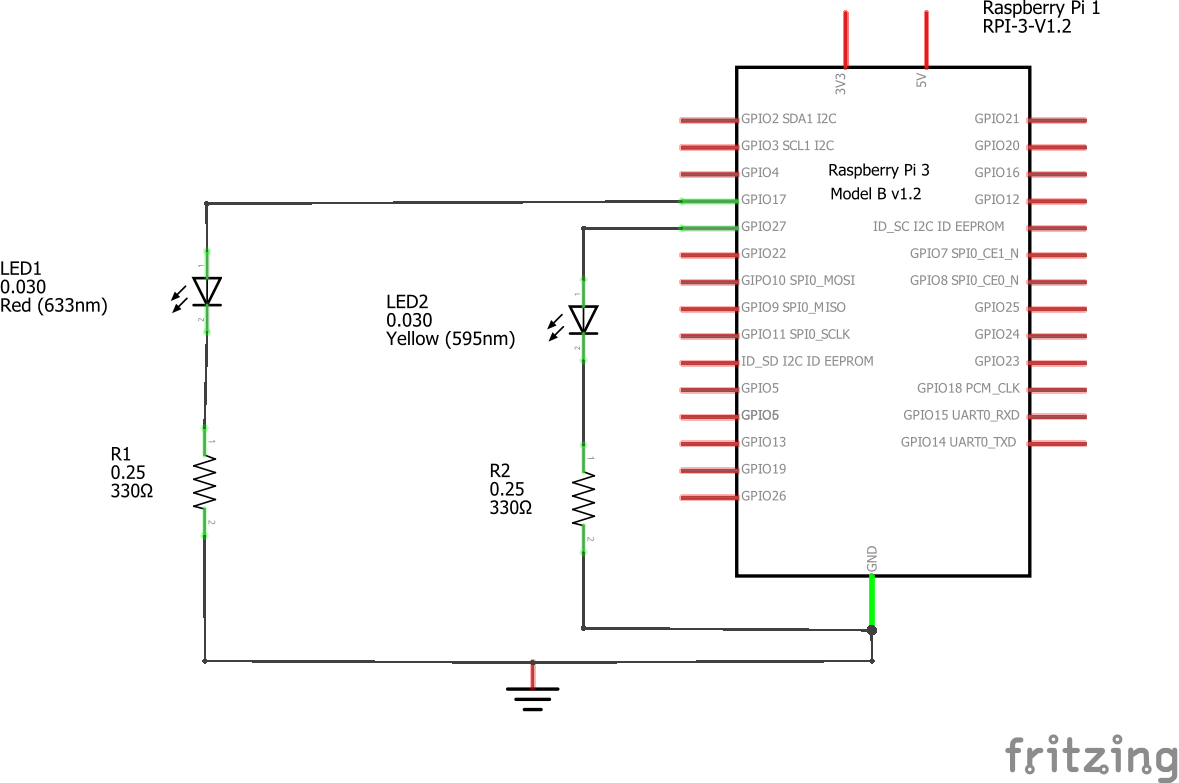 Raspberry Pi 1
RPI-3-V1.2
3V3
5V
GPIO2 SDA1 I2C
GPIO21
GPIO3 SCL1 I2C
GPIO20
GPIO4
Raspberry Pi 3
GPIO16
GPIO17
Model B v1.2
GPIO12
GPIO27
ID_SC I2C ID EEPROM
GPIO22
GPIO7 SPI0_CE1_N
GIPO10 SPI0_MOSI
GPIO8 SPI0_CE0_N
GPIO9 SPI0_MISO
GPIO25
GPIO11 SPI0_SCLK
GPIO24
ID_SD I2C ID EEPROM
GPIO23
GPIO5
GPIO18 PCM_CLK
GPIO6
GPIO15 UART0_RXD
GPIO13
GPIO14 UART0_TXD
GPIO19
GPIO26
GND
LED1
0.030
Red (633nm)
1
2
LED2
0.030
Yellow (595nm)
1
2
R1
0.25
330Ω
1
2
R2
0.25
330Ω
1
2
fritzing